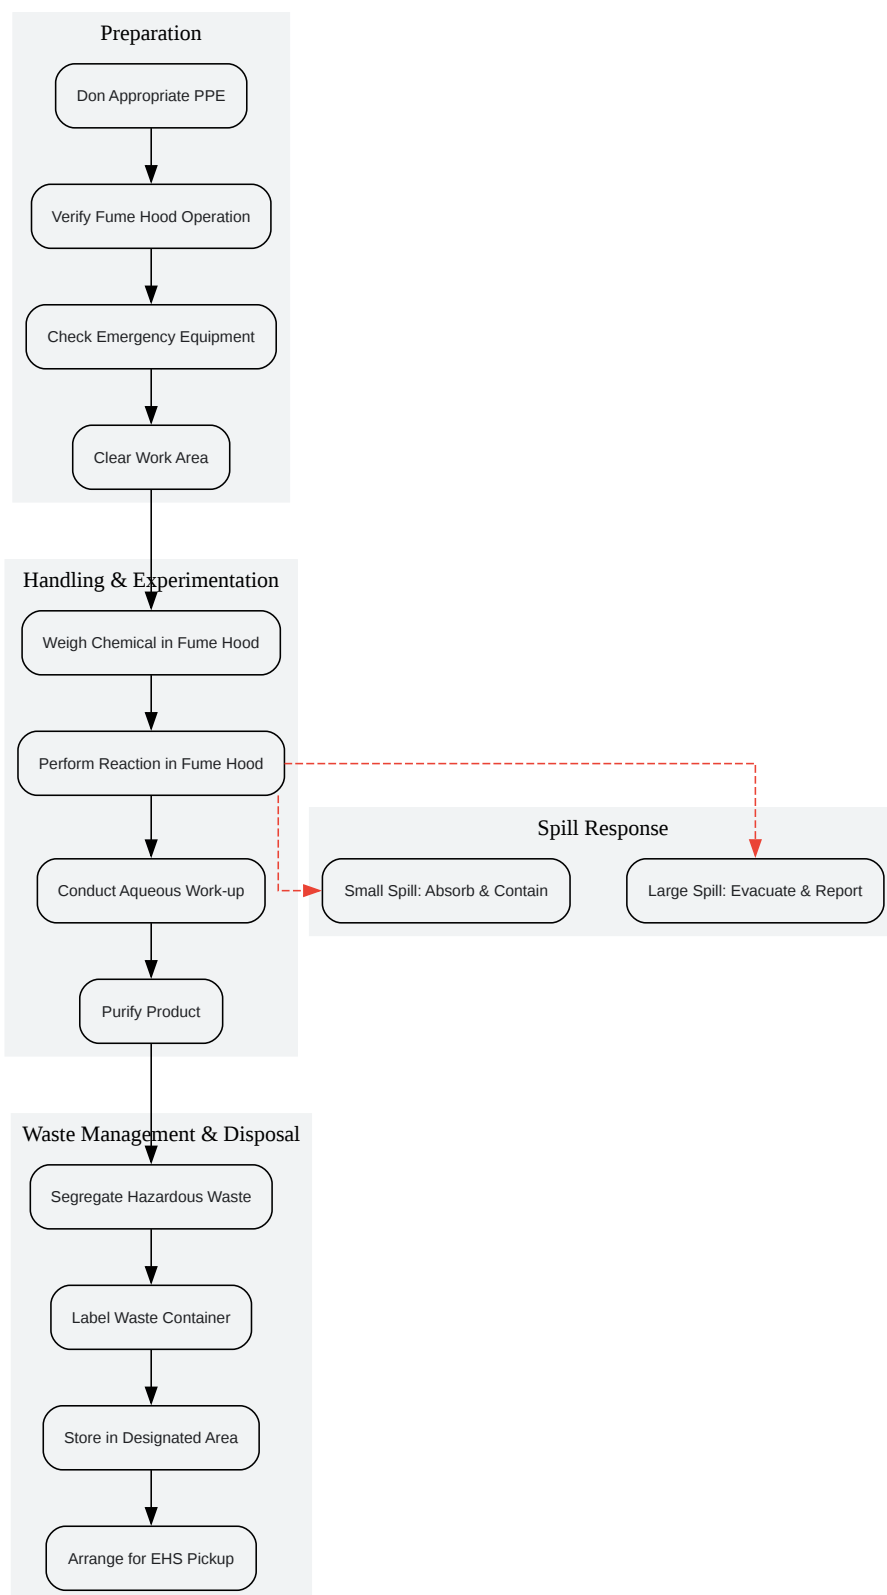 Preparation
Don Appropriate PPE
Verify Fume Hood Operation
Check Emergency Equipment
Clear Work Area
Handling & Experimentation
Weigh Chemical in Fume Hood
Perform Reaction in Fume Hood
Spill Response
Conduct Aqueous Work-up
Small Spill: Absorb & Contain
Large Spill: Evacuate & Report
Purify Product
Waste Management & Disposal
Segregate Hazardous Waste
Label Waste Container
Store in Designated Area
Arrange for EHS Pickup